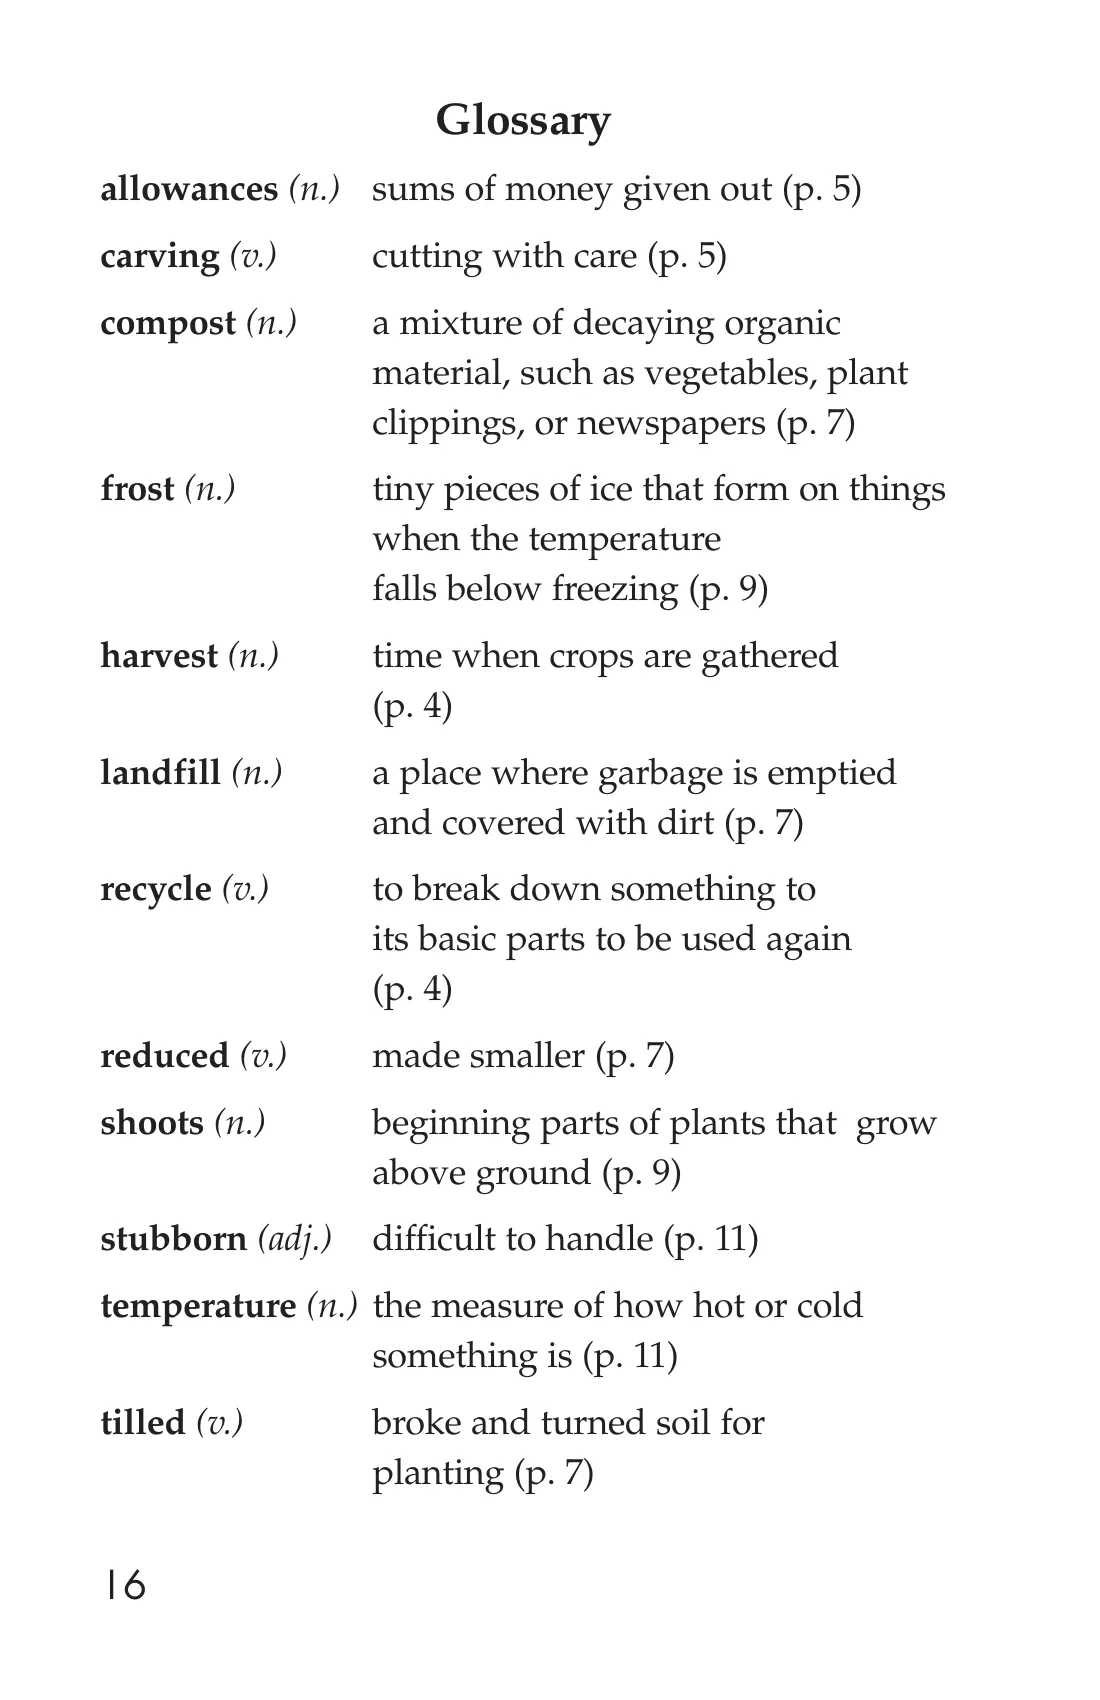 Glossary
allowances (n.) sums of money given out (p. 5)
carving (v.) cutting with care (p. 5)
compost (n.) a mixture of decaying organic
material, such as vegetables, plant
clippings, or newspapers (p. 7)
frost (n.) tiny pieces of ice that form on things
when the temperature
falls below freezing (p. 9)
harvest (n.) time when crops are gathered
(p. 4)
landfill (n.) a place where garbage is emptied
and covered with dirt (p. 7)
recycle (v.) to break down something to
its basic parts to be used again
(p. 4)
reduced (v.) made smaller (p. 7)
shoots (n.) beginning parts of plants that grow
above ground (p. 9)
stubborn (adj.) difficult to handle (p. 11)
temperature (n.) the measure of how hot or cold
something is (p. 11)
tilled (v.) broke and turned soil for
planting (p. 7)
16